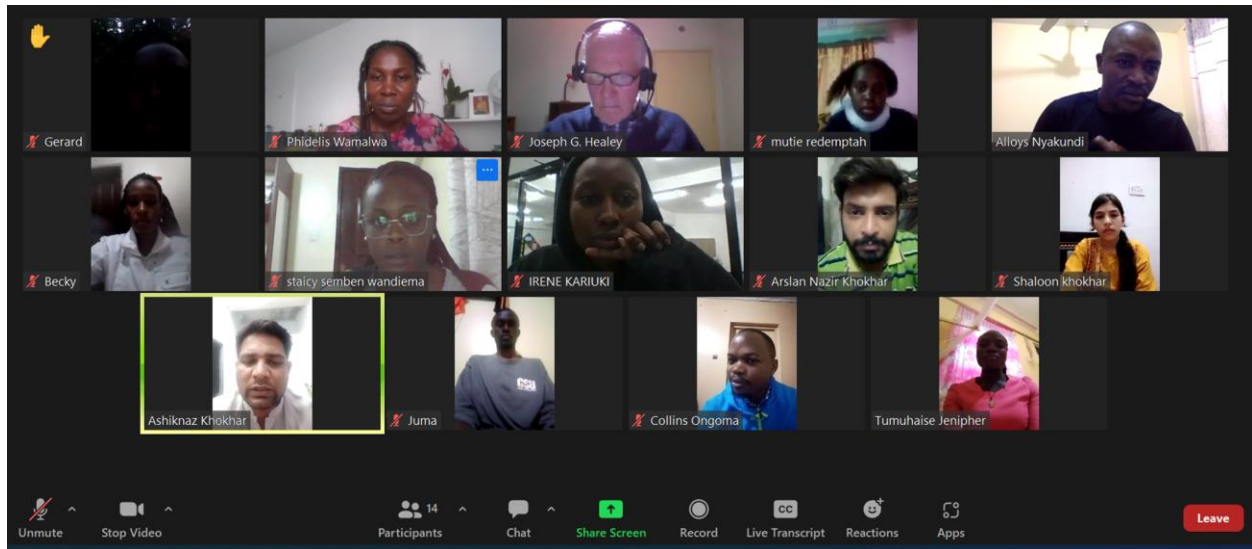 Gerard
Phidelis Wamalwa
Joseph G. Healey
mutie redemptah
Alloys Nyakundi
Becky
staicy semben wandiema
IRENE KARIUKI
Arslan Nazir Khokhar
Shaloon khokhar
Ashiknaz Khokhar
Juma
Collins Ongoma
Tumuhaise Jenipher
14
CC
Unmute
Stop Video
Participants
Chat
Share Screen
Record
Live Transcript
Reactions
Apps
Leave